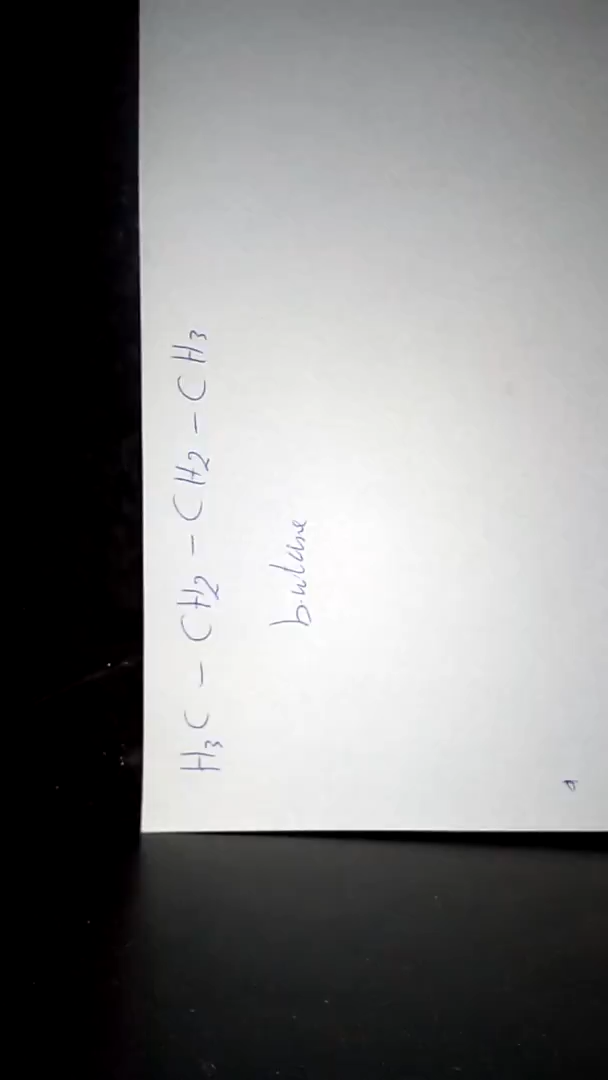 H₃C – CH₂ – CH₂ – CH₃
butane